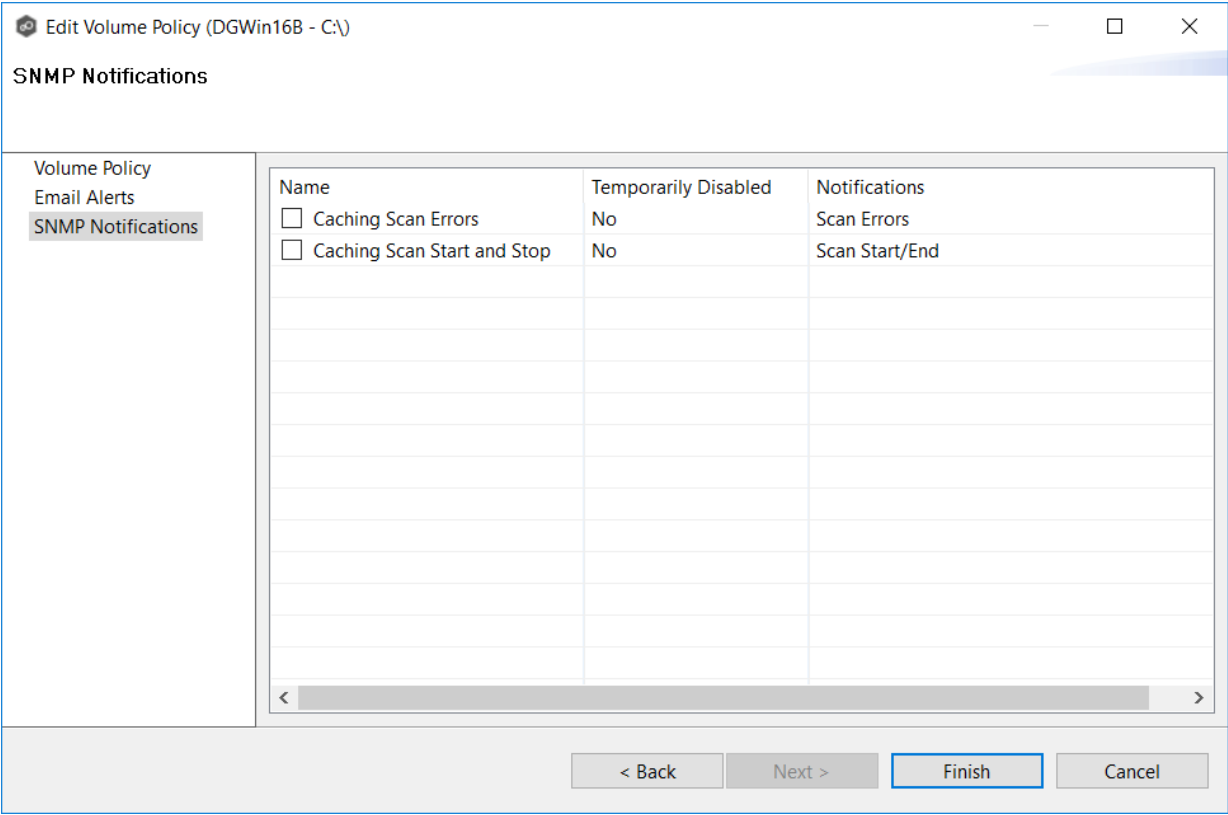 Edit Volume Policy (DGWin16B - C:\)
SNMP Notifications
Volume Policy
Email Alerts
SNMP Notifications
Name Temporarily Disabled Notifications
Caching Scan Errors No Scan Errors
Caching Scan Start and Stop No Scan Start/End
< Back Next > Finish Cancel